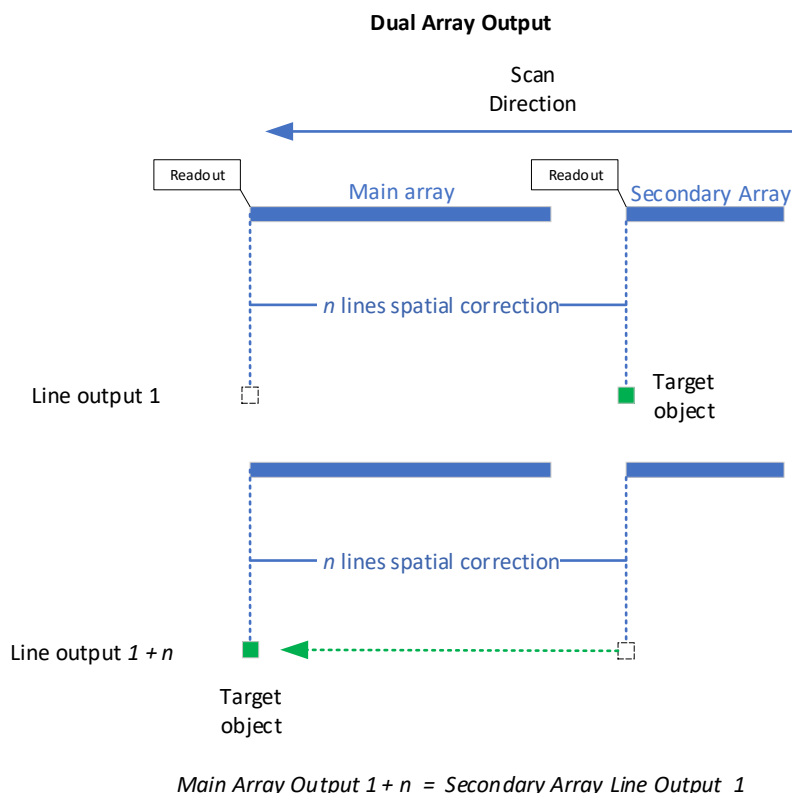 Dual Array Output
Scan
Direction
Readout
Readout
Main array
Secondary Array
n lines spatial correction
Line output 1
Target
object
n lines spatial correction
Line output 1 + n
Target
object
Main Array Output 1 + n = Secondary Array Line Output 1